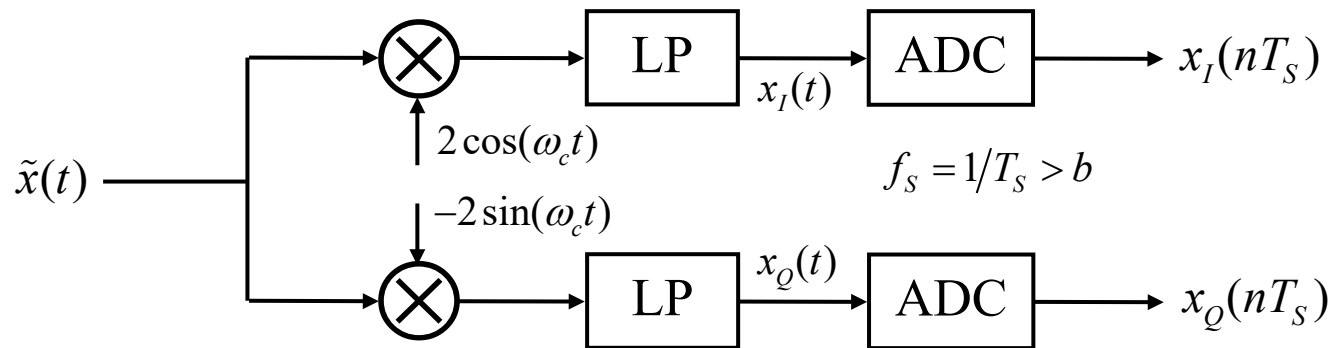 LP
ADC
x_I(nT_S)
x_I(t)
2cos(ω_c t)
x̃(t)
f_S = 1/T_S > b
−2sin(ω_c t)
x_Q(t)
LP
ADC
x_Q(nT_S)